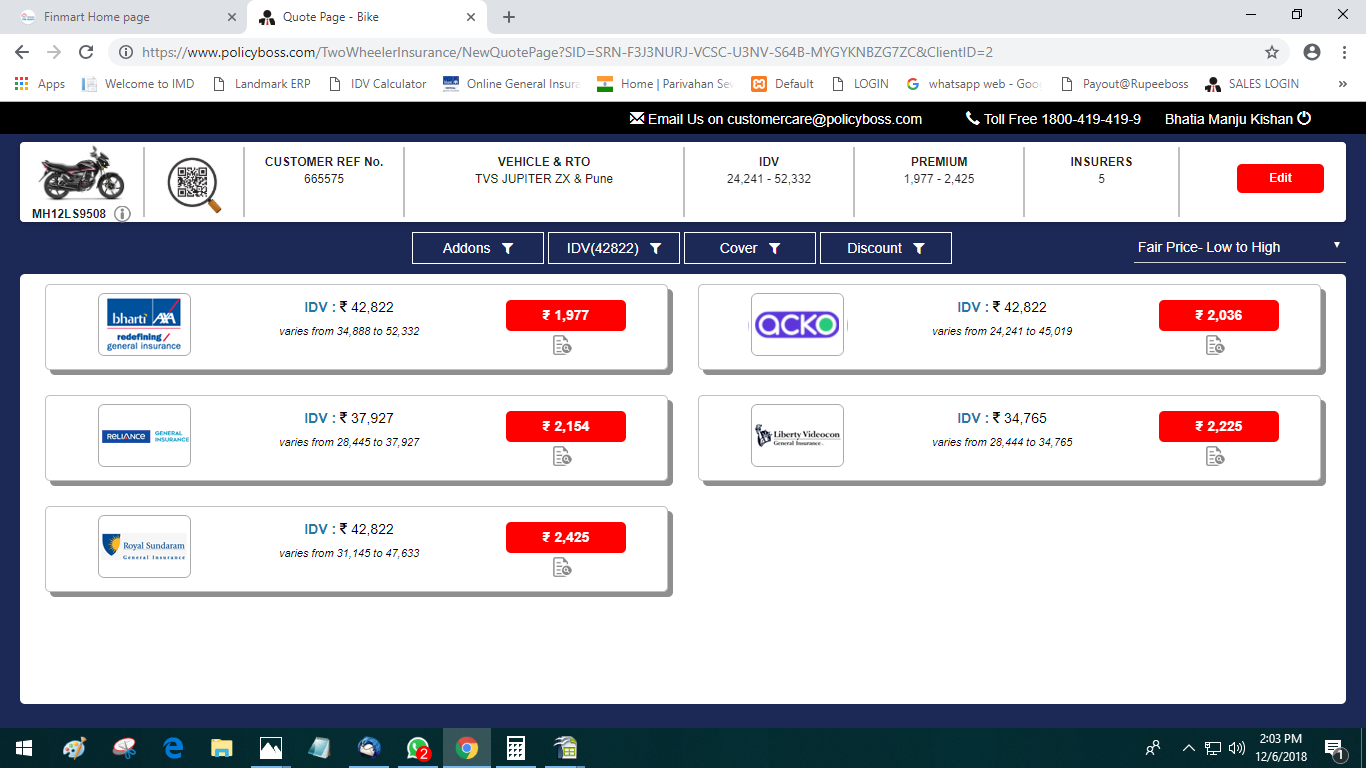 Finmart Home page
Quote Page - Bike
https://www.policyboss.com/TwoWheelerInsurance/NewQuotePage?SID=SRN-F3J3NURJ-VCSC-U3NV-S64B-MYGYKNBZG7ZC&ClientID=2
Apps Welcome to IMD Landmark ERP IDV Calculator Online General Insura Home | Parivahan Sew Default LOGIN whatsapp web - Goo Payout@Rupeeboss SALES LOGIN »
Email Us on customercare@policyboss.com Toll Free 1800-419-419-9 Bhatia Manju Kishan
CUSTOMER REF No. VEHICLE & RTO IDV PREMIUM INSURERS
665575 TVS JUPITER ZX & Pune 24,241 - 52,332 1,977 - 2,425 5
Edit
MH12LS9508
Addons IDV(42822) Cover Discount Fair Price- Low to High
bharti AXA
redefining
general insurance
IDV : ₹ 42,822
varies from 34,888 to 52,332
₹ 1,977
ACKO
IDV : ₹ 42,822
varies from 24,241 to 45,019
₹ 2,036
RELIANCE GENERAL
INSURANCE
IDV : ₹ 37,927
varies from 28,445 to 37,927
₹ 2,154
Liberty Videocon
General Insurance
IDV : ₹ 34,765
varies from 28,444 to 34,765
₹ 2,225
Royal Sundaram
General Insurance
IDV : ₹ 42,822
varies from 31,145 to 47,633
₹ 2,425
2
2:03 PM
12/6/2018
1